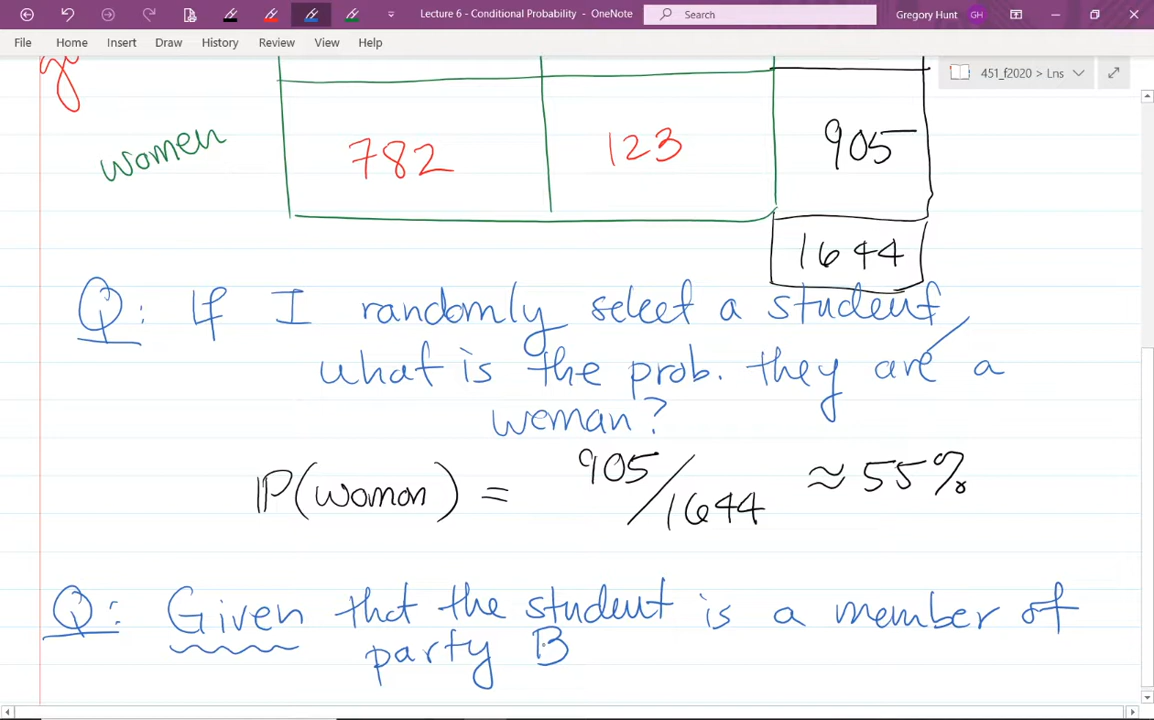 Lecture 6 - Conditional Probability - OneNote
Search
Gregory Hunt
GH
File Home Insert Draw History Review View Help
451_f2020 > Lns
women 782 123 905
1644
Q: If I randomly select a student,
what is the prob. they are a
woman?
P(woman) = 905/1644 ≈ 55%
Q: Given that the student is a member of
party B